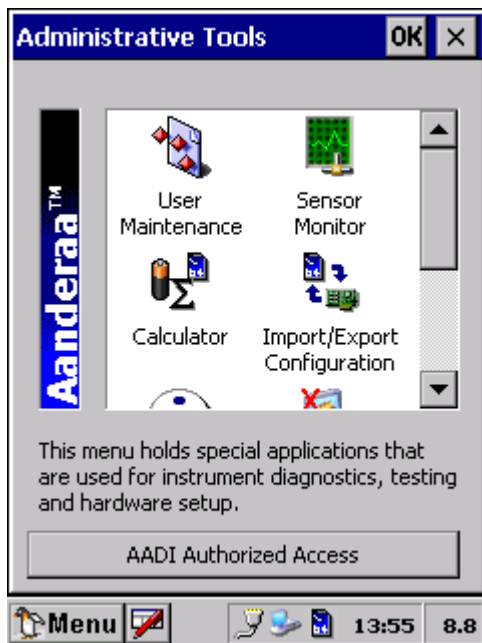 Administrative Tools OK ×
Aanderaa™
User
Maintenance
Sensor
Monitor
Calculator
Import/Export
Configuration
This menu holds special applications that
are used for instrument diagnostics, testing
and hardware setup.
AADI Authorized Access
Menu 13:55 8.8